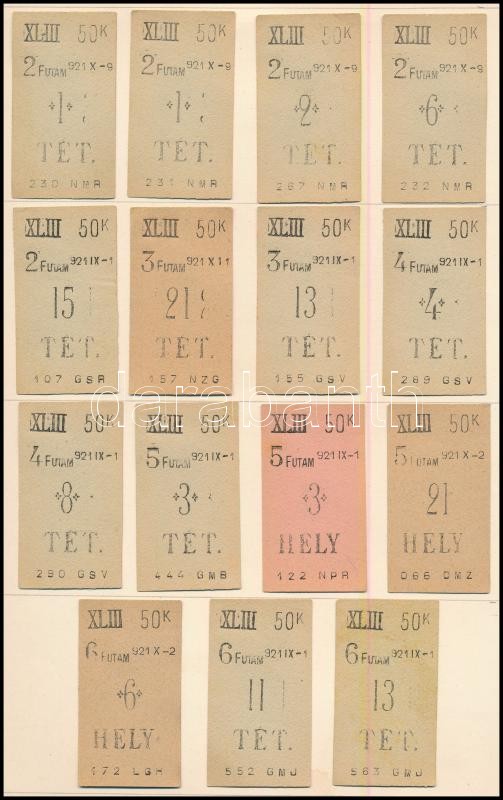 XLIII 50K
2 FUTAM 921 X-9
1
TÉT.
230 NMR
XLIII 50K
2 FUTAM 921 X-9
1
TÉT.
231 NMR
XLIII 50K
2 FUTAM 921 X-9
2
TÉT.
267 NMR
XLIII 50K
2 FUTAM 921 X-9
6
TÉT.
232 NMR
XLIII 50K
2 FUTAM 921 IX-1
15
TÉT.
107 GSR
XLIII 50K
3 FUTAM 921 X11
21
TÉT.
157 NZG
XLIII 50K
3 FUTAM 921 IX-1
13
TÉT.
155 GSV
XLIII 50K
4 FUTAM 921 IX-1
4
TÉT.
289 GSV
darabanth
XLIII 50K
4 FUTAM 921 IX-1
8
TÉT.
290 GSV
XLIII 50K
5 FUTAM 921 IX-1
3
TÉT.
444 GMB
XLIII 50K
5 FUTAM 921 IX-1
3
HELY
122 NPR
XLIII 50K
5 FUTAM 921 X-2
21
HELY
066 DMZ
XLIII 50K
6 FUTAM 921 X-2
6
HELY
172 LGH
XLIII 50K
6 FUTAM 921 IX-1
11
TÉT.
552 GMJ
XLIII 50K
6 FUTAM 921 IX-1
13
TÉT.
563 GMJ